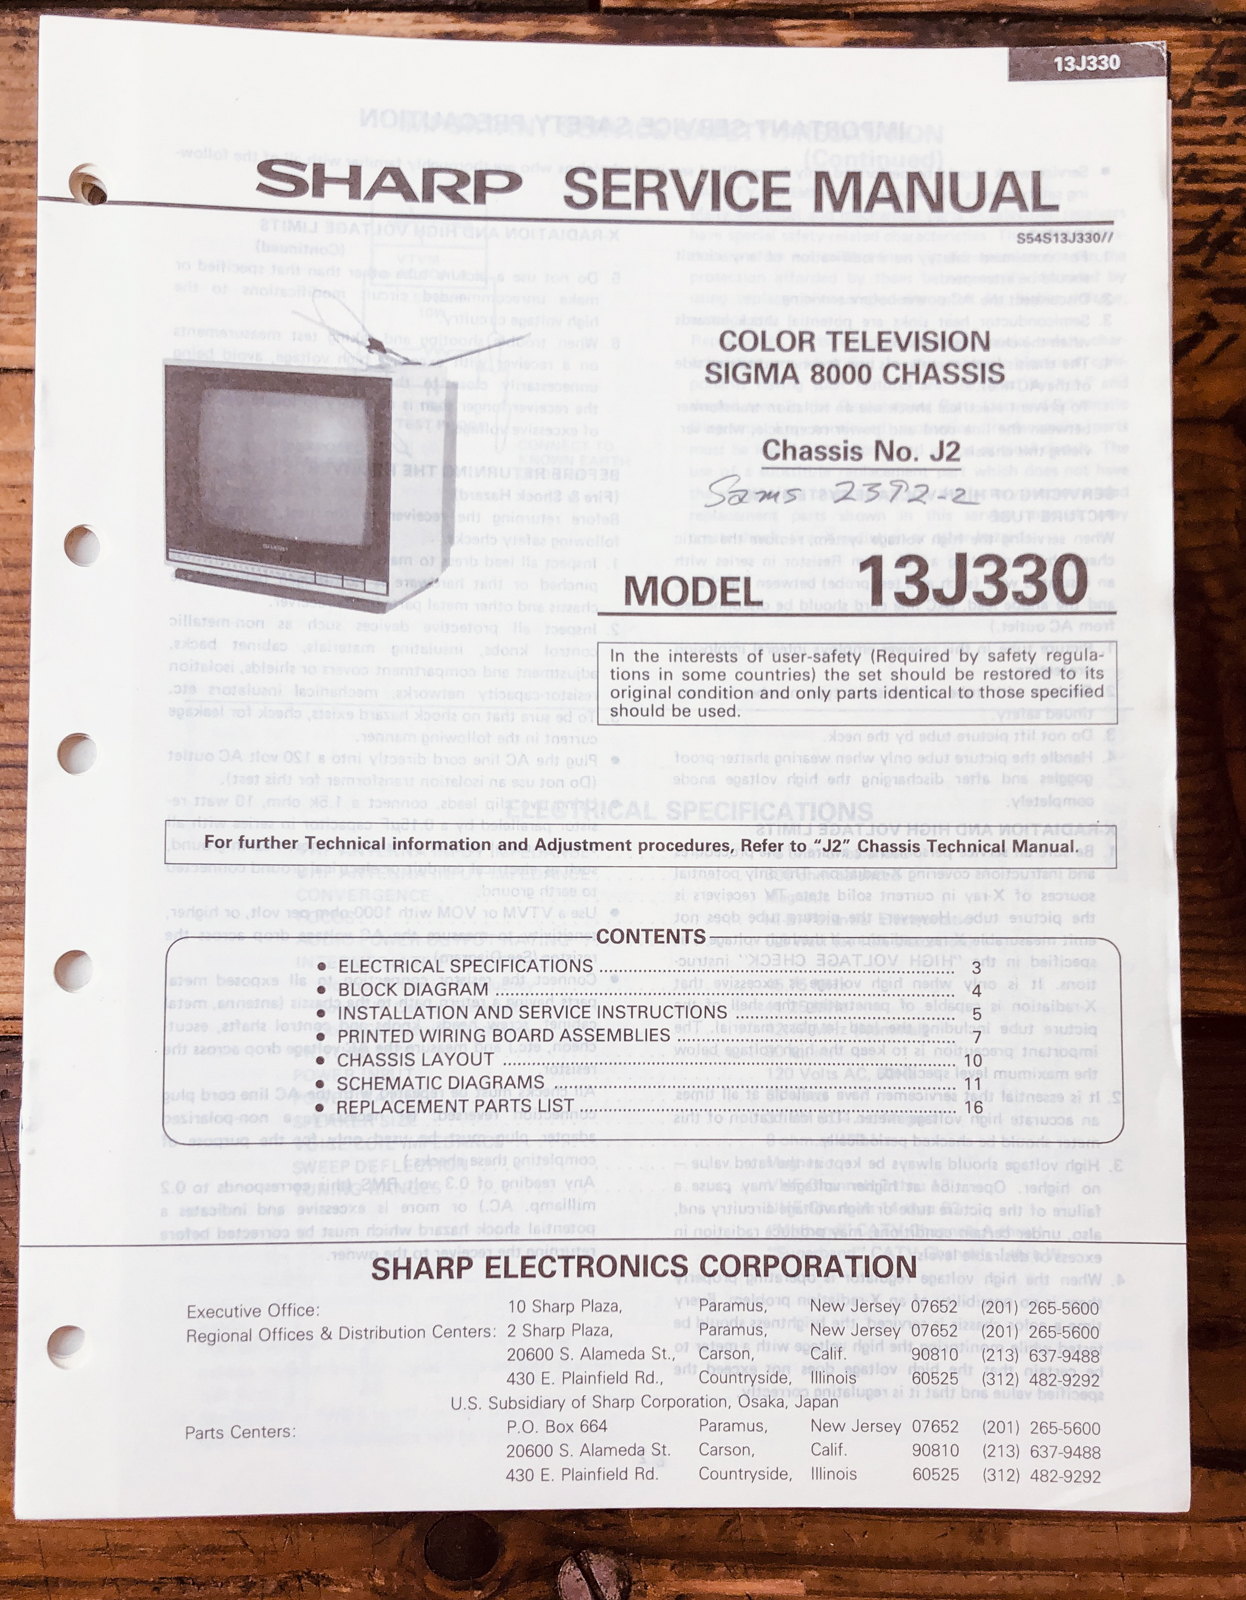 13J330
SHARP SERVICE MANUAL
S54S13J330//
COLOR TELEVISION
SIGMA 8000 CHASSIS
Chassis No. J2
Sams 2392-2
MODEL 13J330
In the interests of user-safety (Required by safety regula-
tions in some countries) the set should be restored to its
original condition and only parts identical to those specified
should be used.
For further Technical information and Adjustment procedures, Refer to “J2” Chassis Technical Manual.
CONTENTS
• ELECTRICAL SPECIFICATIONS 3
• BLOCK DIAGRAM 4
• INSTALLATION AND SERVICE INSTRUCTIONS 5
• PRINTED WIRING BOARD ASSEMBLIES 7
• CHASSIS LAYOUT 10
• SCHEMATIC DIAGRAMS 11
• REPLACEMENT PARTS LIST 16
SHARP ELECTRONICS CORPORATION
Executive Office: 10 Sharp Plaza, Paramus, New Jersey 07652 (201) 265-5600
Regional Offices & Distribution Centers: 2 Sharp Plaza, Paramus, New Jersey 07652 (201) 265-5600
20600 S. Alameda St., Carson, Calif. 90810 (213) 637-9488
430 E. Plainfield Rd., Countryside, Illinois 60525 (312) 482-9292
U.S. Subsidiary of Sharp Corporation, Osaka, Japan
Parts Centers: P.O. Box 664 Paramus, New Jersey 07652 (201) 265-5600
20600 S. Alameda St. Carson, Calif. 90810 (213) 637-9488
430 E. Plainfield Rd. Countryside, Illinois 60525 (312) 482-9292